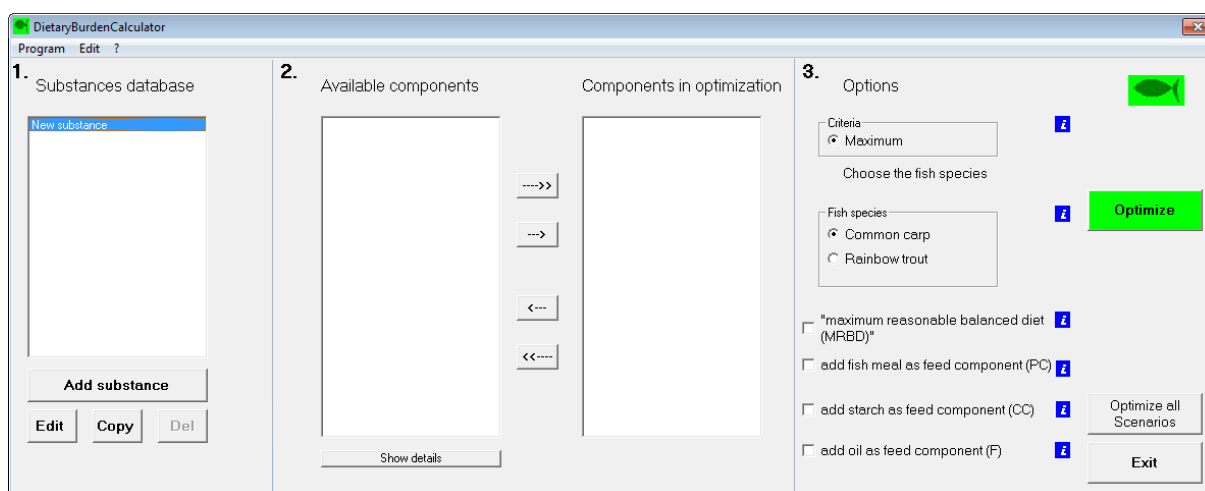 DietaryBurdenCalculator
Program Edit ?
1.
Substances database
New substance
Add substance
Edit Copy Del
2.
Available components
Components in optimization
---->>
--->
<---
<<----
Show details
3.
Options
Criteria
Maximum
Choose the fish species
Fish species
Common carp
Rainbow trout
"maximum reasonable balanced diet
(MRBD)"
add fish meal as feed component (PC)
add starch as feed component (CC)
add oil as feed component (F)
i
i
i
i
i
i
Optimize
Optimize all
Scenarios
Exit